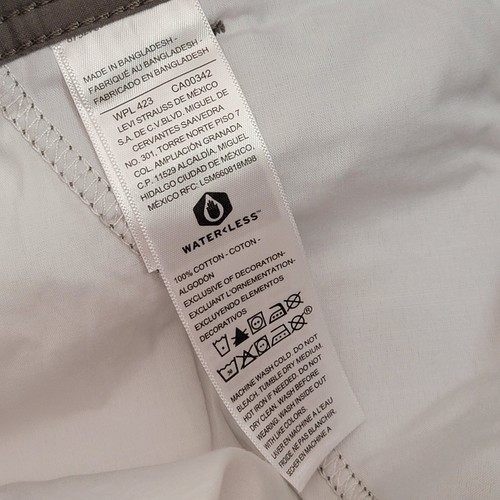 MADE IN BANGLADESH -
FABRIQUÉ AU BANGLADESH -
FABRICADO EN BANGLADESH
WPL 423 CA00342
LEVI STRAUSS DE MÉXICO
S.A. DE C.V.BLVD. MIGUEL DE
CERVANTES SAAVEDRA
NO. 301, TORRE NORTE PISO 7
COL. AMPLIACIÓN GRANADA
C.P. 11529 ALCALDÍA. MIGUEL
HIDALGO CIUDAD DE MÉXICO,
MÉXICO RFC: LSM660818M98
WATER<LESS™
100% COTTON - COTON -
ALGODÓN
EXCLUSIVE OF DECORATION-
EXCLUANT L'ORNEMENTATION-
EXCLUYENDO ELEMENTOS
DECORATIVOS
MACHINE WASH COLD. DO NOT
BLEACH. TUMBLE DRY MEDIUM.
HOT IRON IF NEEDED. DO NOT
DRY CLEAN. WASH BEFORE
WEARING. WASH INSIDE OUT
WITH LIKE COLORS.
LAVER EN MACHINE A L'EAU
FROIDE. NE PAS BLANCHIR.
SECHER EN MACHINE A